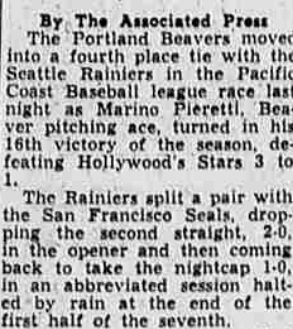 By The Associated Press
The Portland Beavers moved
into a fourth place tie with the
Seattle Rainiers in the Pacific
Coast Baseball league race last
night as Marino Pieretti, Bea-
ver pitching ace, turned in his
16th victory of the season, de-
feating Hollywood's Stars 3 to
1.
The Rainiers split a pair with
the San Francisco Seals, drop-
ping the second straight, 2-0,
in the opener and then coming
back to take the nightcap 1-0,
in an abbreviated session halt-
ed by rain at the end of the
first half of the seventh.